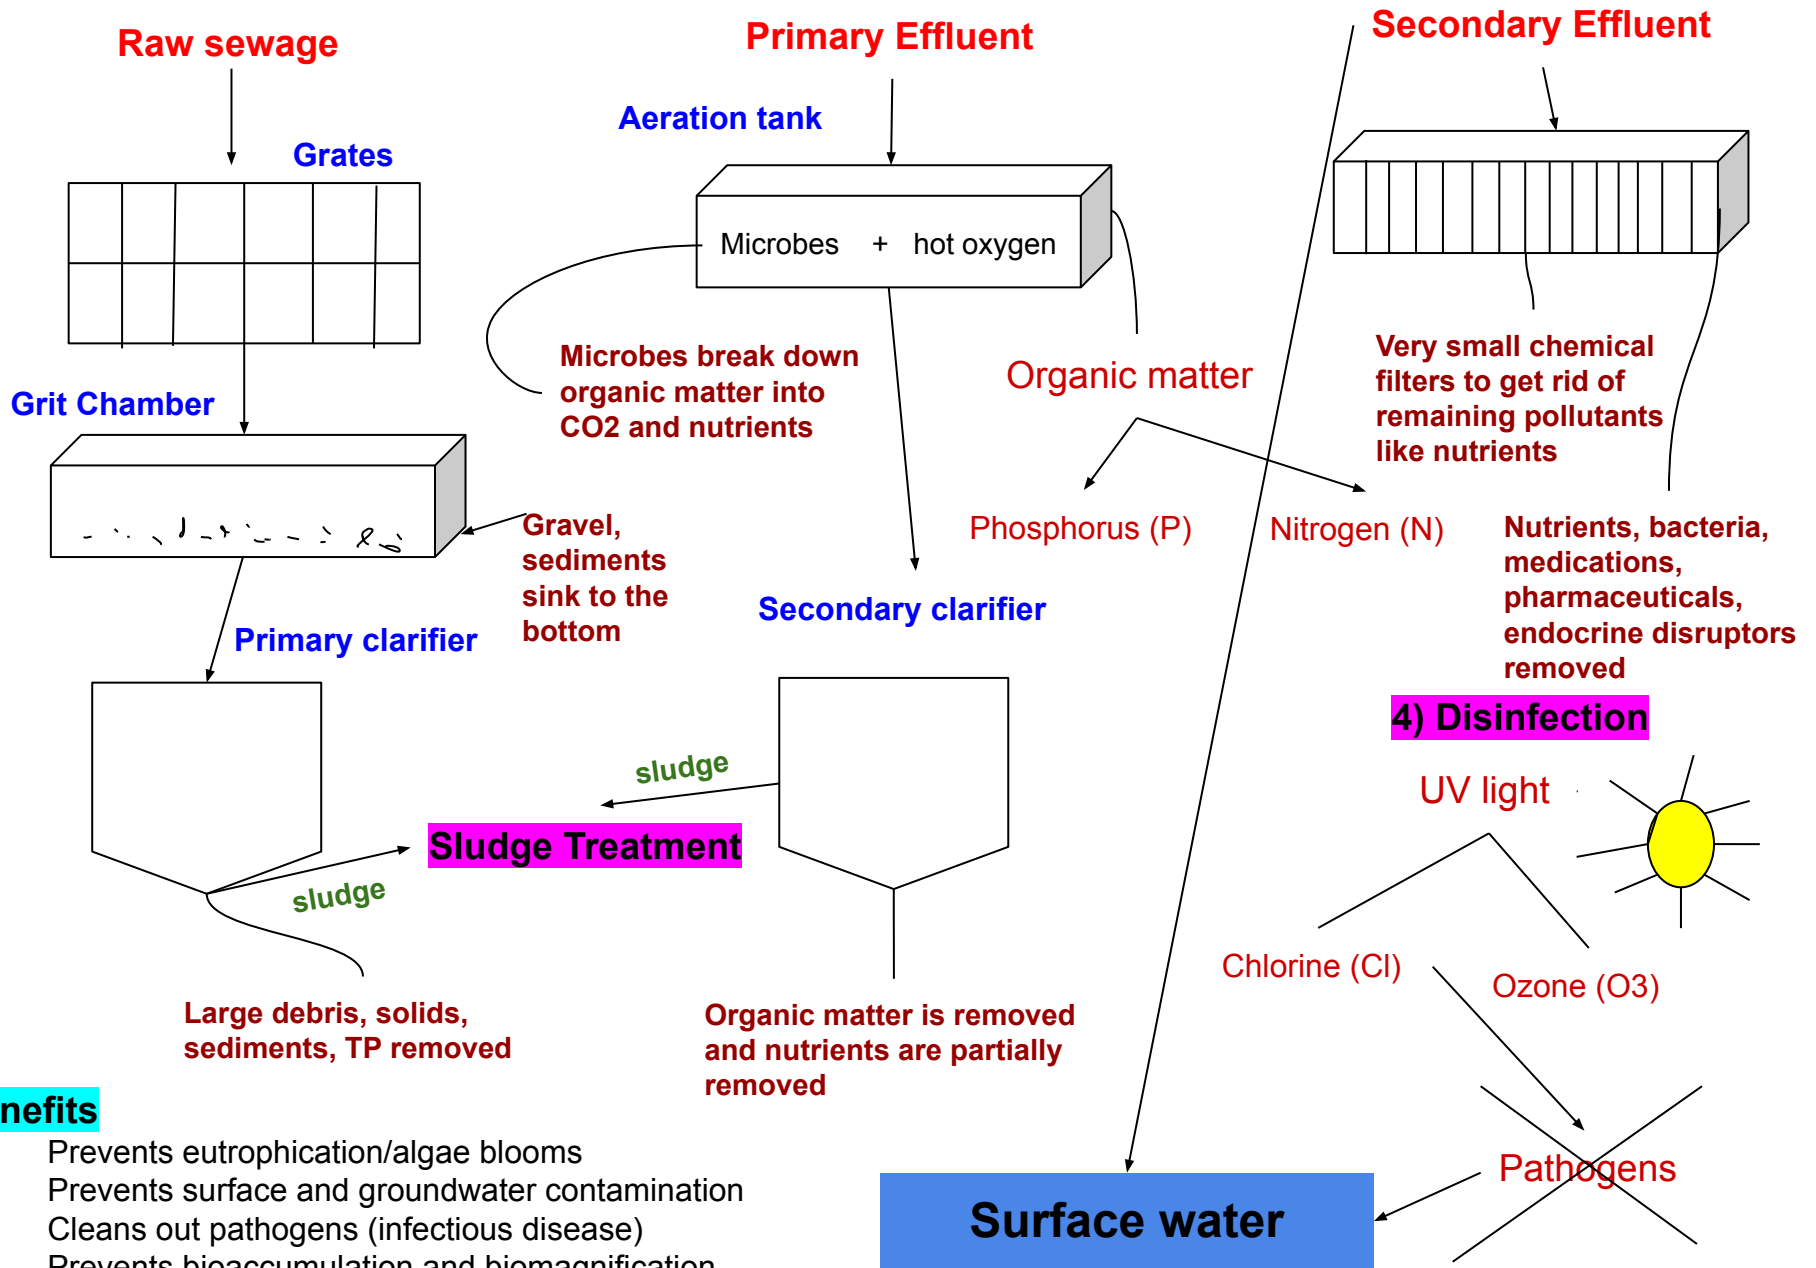 Raw sewage
Grates
Grit Chamber
Gravel,
sediments
sink to the
bottom
Primary clarifier
sludge
Large debris, solids,
sediments, TP removed
Primary Effluent
Aeration tank
Microbes + hot oxygen
Microbes break down
organic matter into
CO2 and nutrients
Organic matter
Phosphorus (P)
Nitrogen (N)
Secondary clarifier
sludge
Sludge Treatment
Organic matter is removed
and nutrients are partially
removed
Secondary Effluent
Very small chemical
filters to get rid of
remaining pollutants
like nutrients
Nutrients, bacteria,
medications,
pharmaceuticals,
endocrine disruptors
removed
4) Disinfection
UV light
Chlorine (Cl)
Ozone (O3)
Pathogens
Surface water
nefits
Prevents eutrophication/algae blooms
Prevents surface and groundwater contamination
Cleans out pathogens (infectious disease)
Prevents bioaccumulation and biomagnification